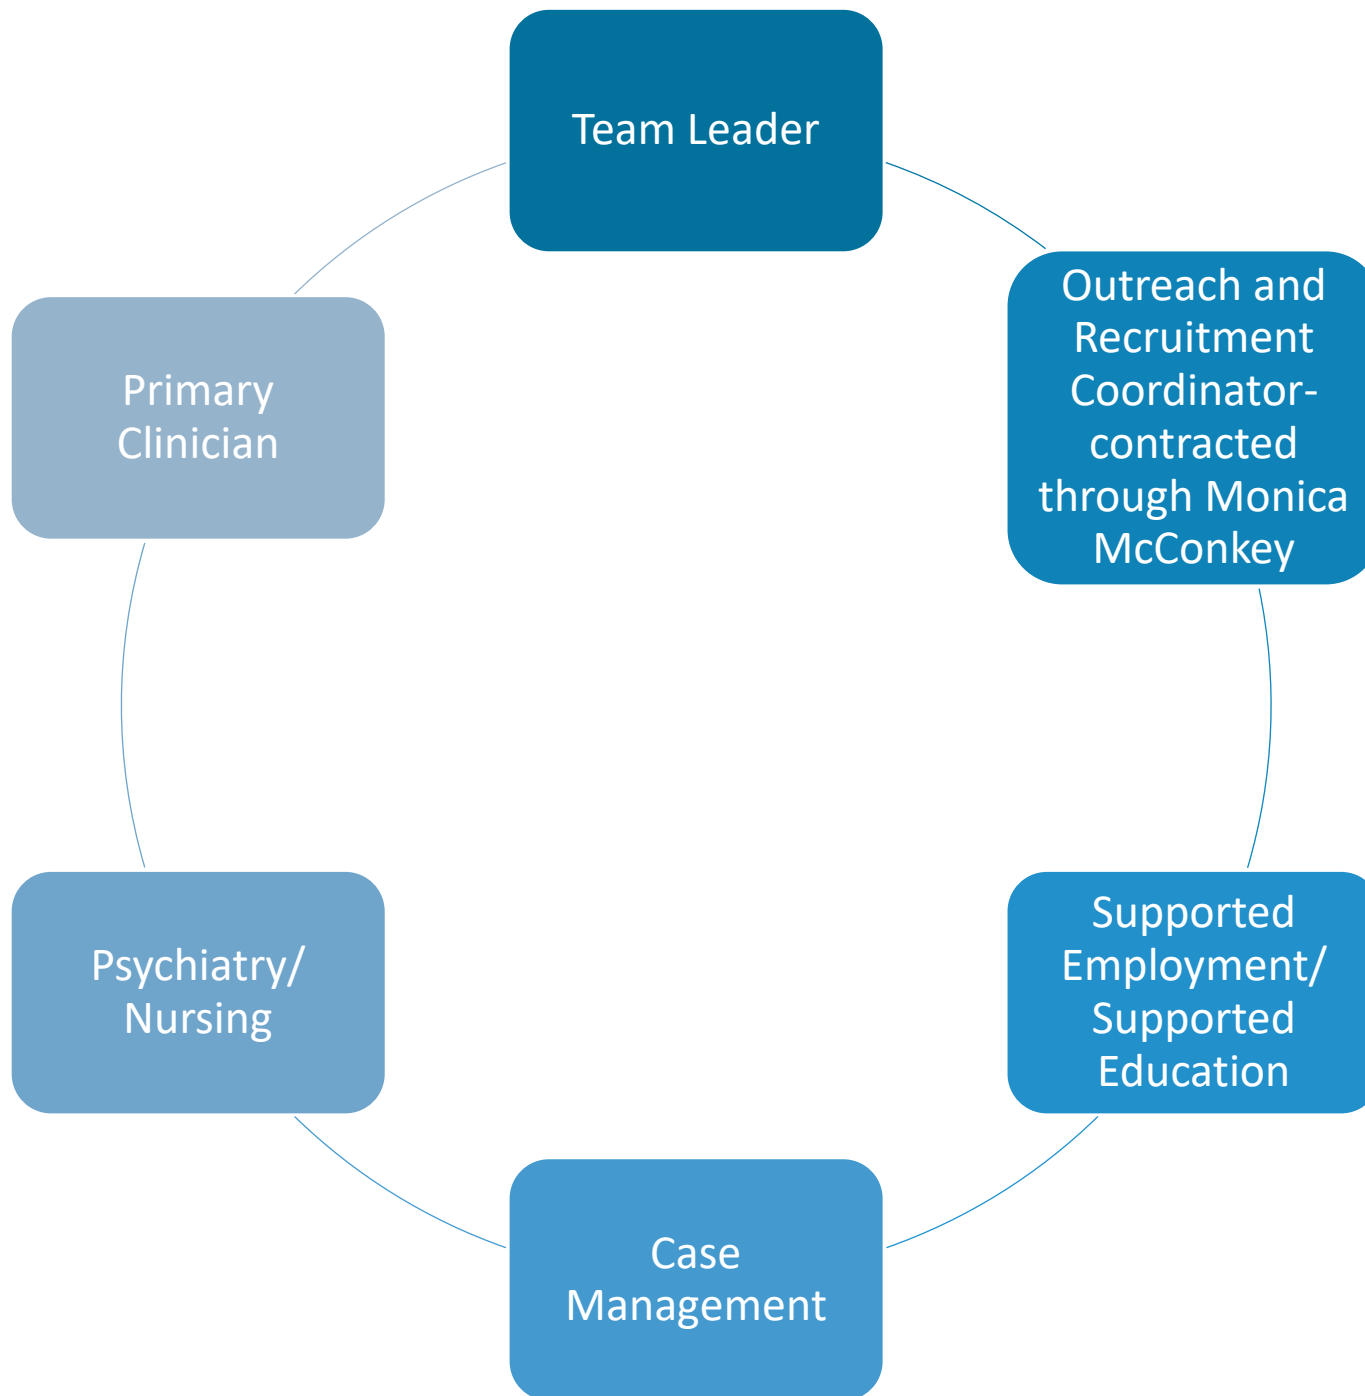 Team Leader
Outreach and
Recruitment
Coordinator-
contracted
through Monica
McConkey
Supported
Employment/
Supported
Education
Case
Management
Psychiatry/
Nursing
Primary
Clinician